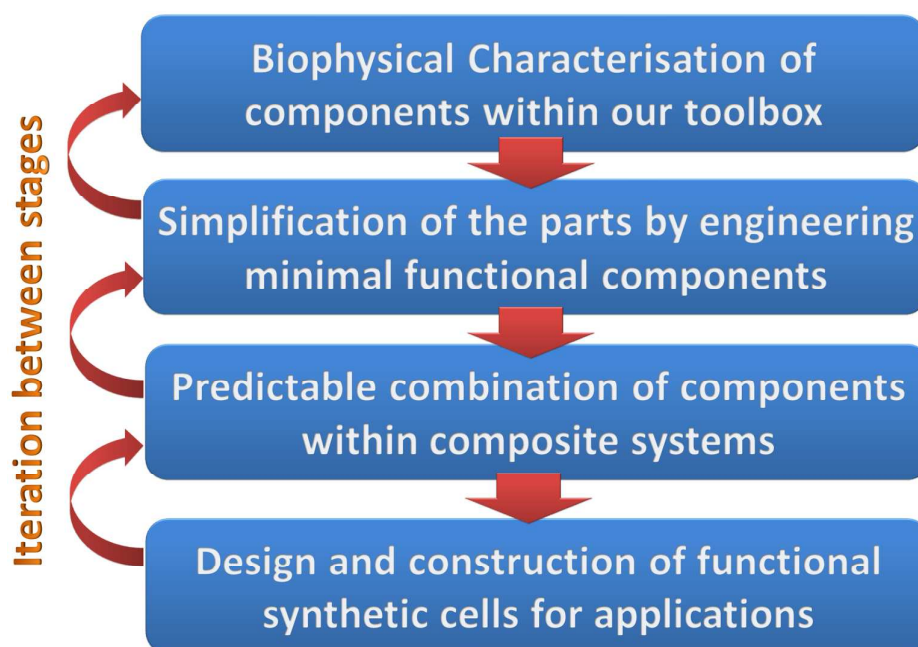 Iteration between stages
Biophysical Characterisation of
components within our toolbox
Simplification of the parts by engineering
minimal functional components
Predictable combination of components
within composite systems
Design and construction of functional
synthetic cells for applications